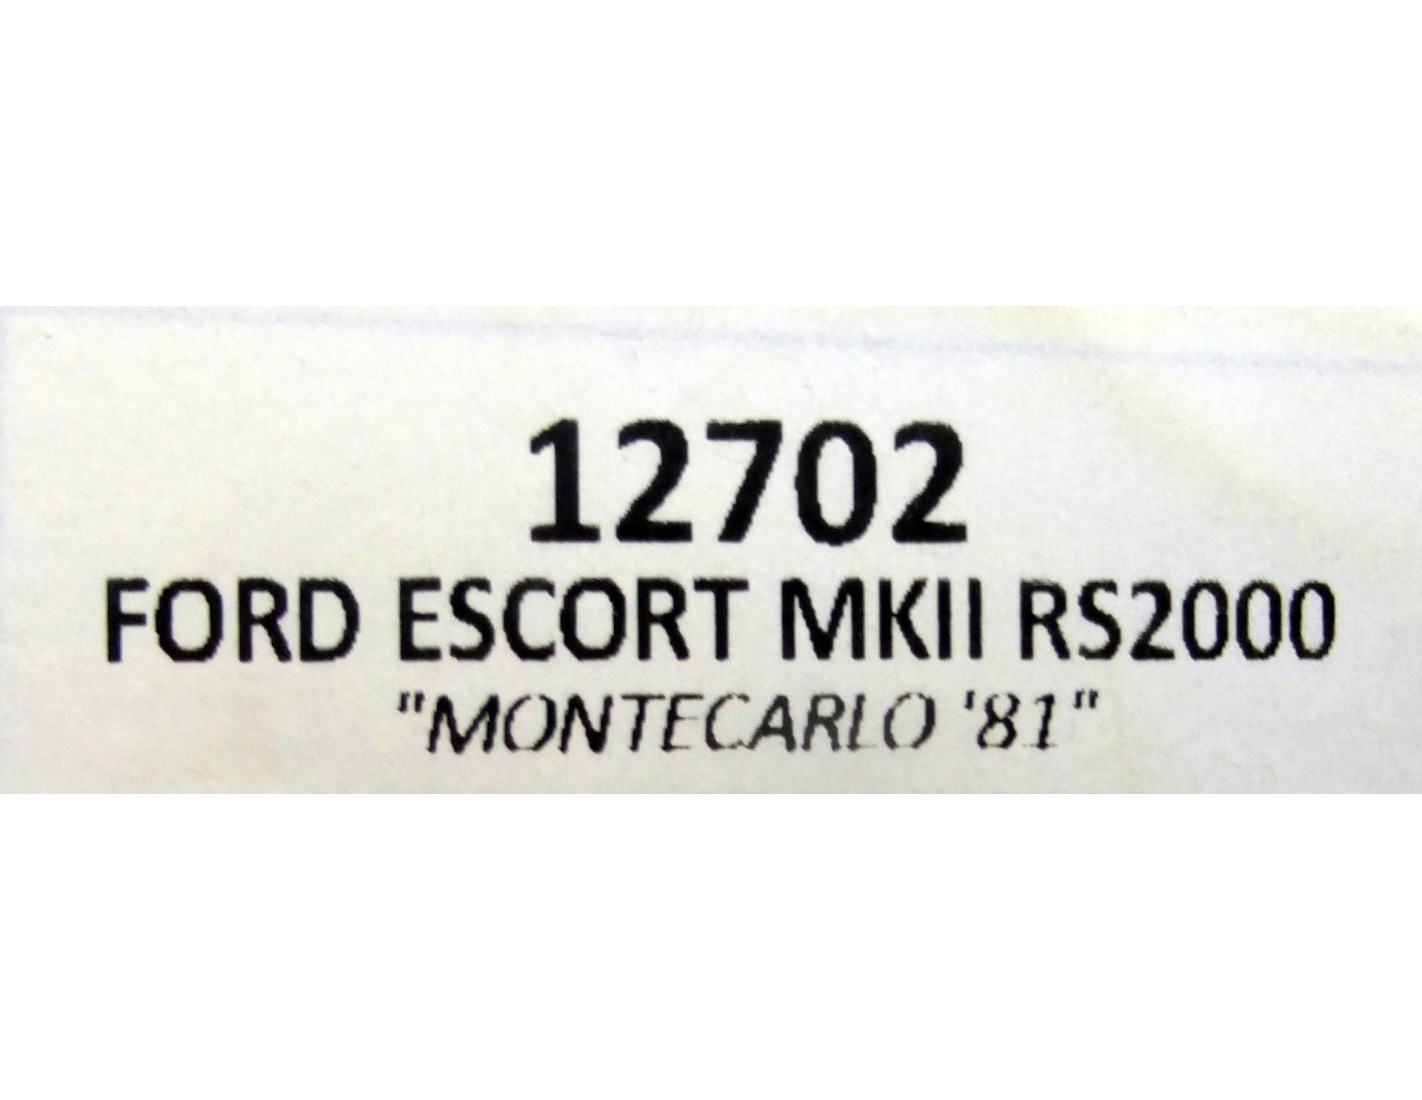 12702
FORD ESCORT MKII RS2000
"MONTECARLO '81"